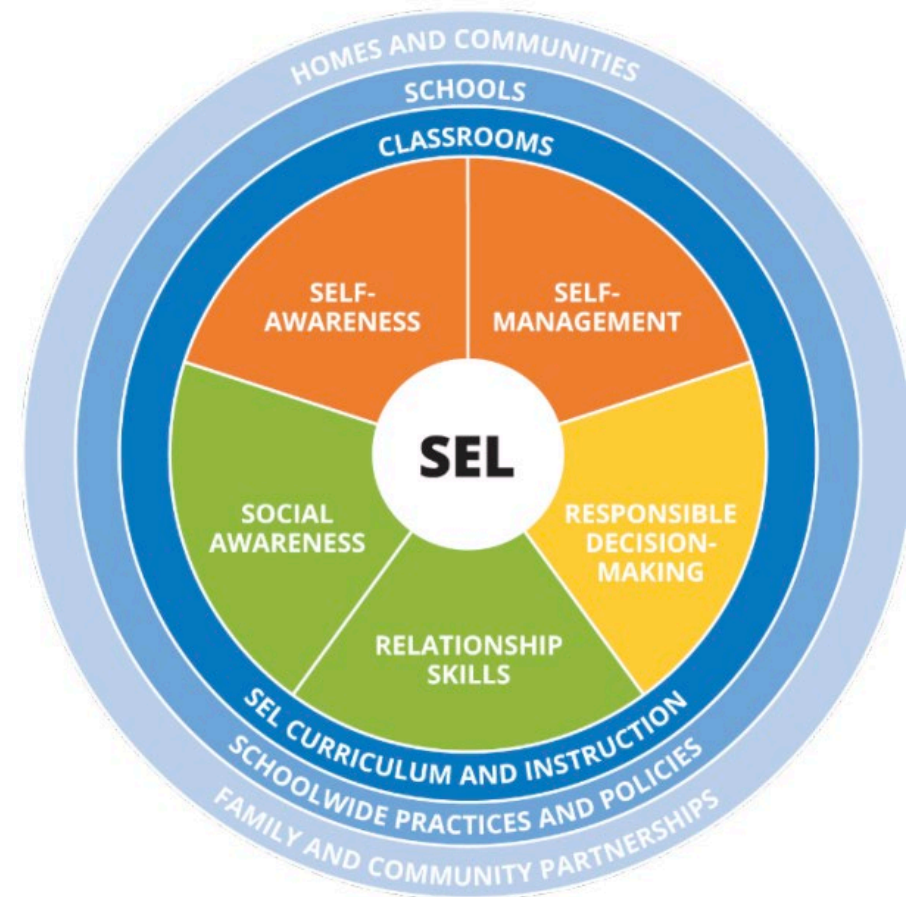 HOMES AND COMMUNITIES
SCHOOLS
CLASSROOMS
SELF-
AWARENESS
SELF-
MANAGEMENT
SEL
SOCIAL
AWARENESS
RESPONSIBLE
DECISION-
MAKING
RELATIONSHIP
SKILLS
SEL CURRICULUM AND INSTRUCTION
SCHOOLWIDE PRACTICES AND POLICIES
FAMILY AND COMMUNITY PARTNERSHIPS